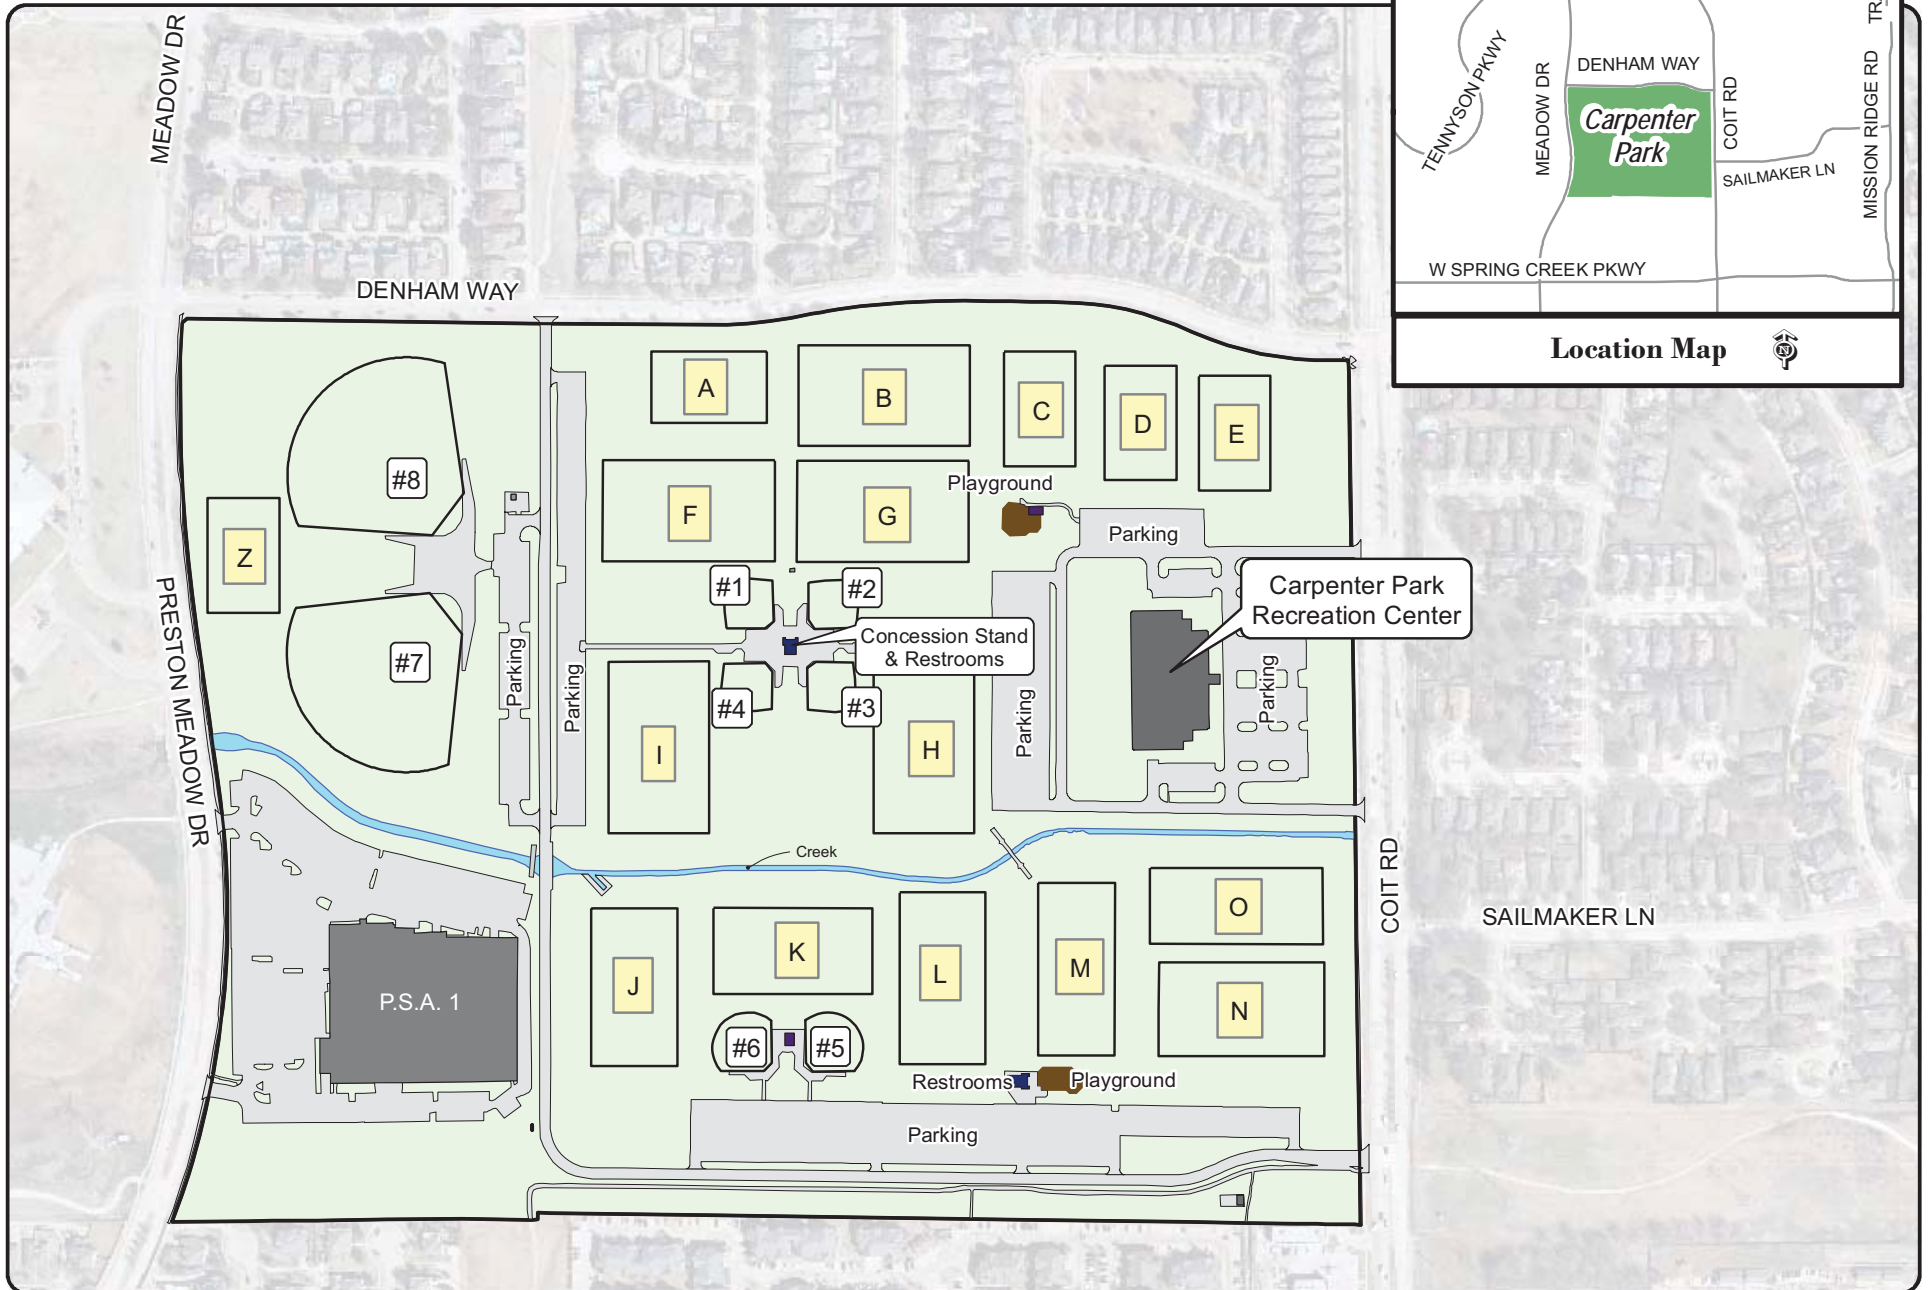 MEADOW DR
DENHAM WAY
TENNYSON PKWY
MEADOW DR
DENHAM WAY
COIT RD
MISSION RIDGE RD
TR
Carpenter
Park
SAILMAKER LN
W SPRING CREEK PKWY
Location Map
N
A
B
C
D
E
#8
Playground
F
G
Parking
Z
#1
#2
Carpenter Park
Recreation Center
Concession Stand
& Restrooms
PRESTON MEADOW DR
#7
Parking
Parking
#4
#3
Parking
Parking
I
H
Creek
COIT RD
SAILMAKER LN
O
K
L
M
J
P.S.A. 1
N
#6
#5
Restrooms
Playground
Parking